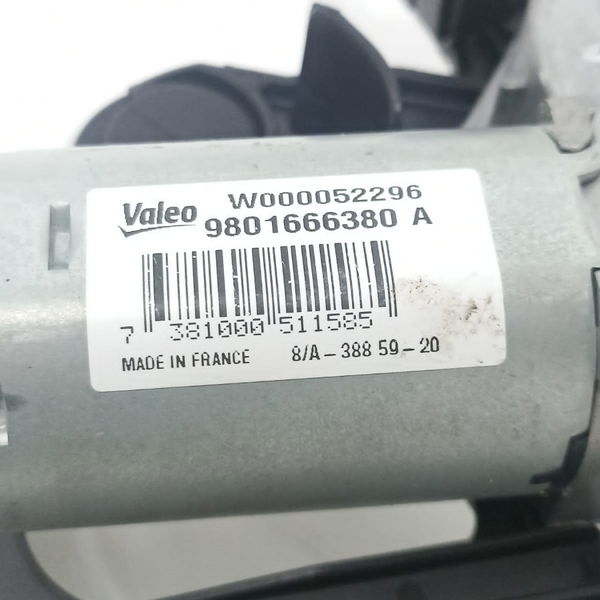 Valeo W000052296
9801666380 A
7 381000 511585
MADE IN FRANCE 8/A-388 59-20